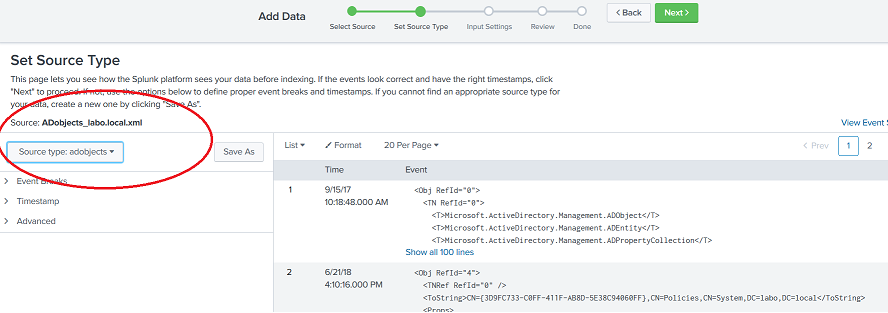 Add Data
Select Source
Set Source Type
Input Settings
Review
Done
< Back
Next >
Set Source Type
This page lets you see how the Splunk platform sees your data before indexing. If the events look correct and have the right timestamps, click
"Next" to proceed. If not, use the options below to define proper event breaks and timestamps. If you cannot find an appropriate source type for
your data, create a new one by clicking "Save As".
Source: ADobjects_labo.local.xml
View Event S
Source type: adobjects
Save As
List
Format
20 Per Page
< Prev
1
2
Event Breaks
Timestamp
Advanced
Time
Event
1
9/15/17
10:18:48.000 AM
<Obj RefId="0">
<TN RefId="0">
<T>Microsoft.ActiveDirectory.Management.ADObject</T>
<T>Microsoft.ActiveDirectory.Management.ADEntity</T>
<T>Microsoft.ActiveDirectory.Management.ADPropertyCollection</T>
Show all 100 lines
2
6/21/18
4:10:16.000 PM
<Obj RefId="4">
<TNRef RefId="0" />
<ToString>CN={3D9FC733-C0FF-411F-AB8D-5E38C94060FF},CN=Policies,CN=System,DC=labo,DC=local</ToString>
<Props>